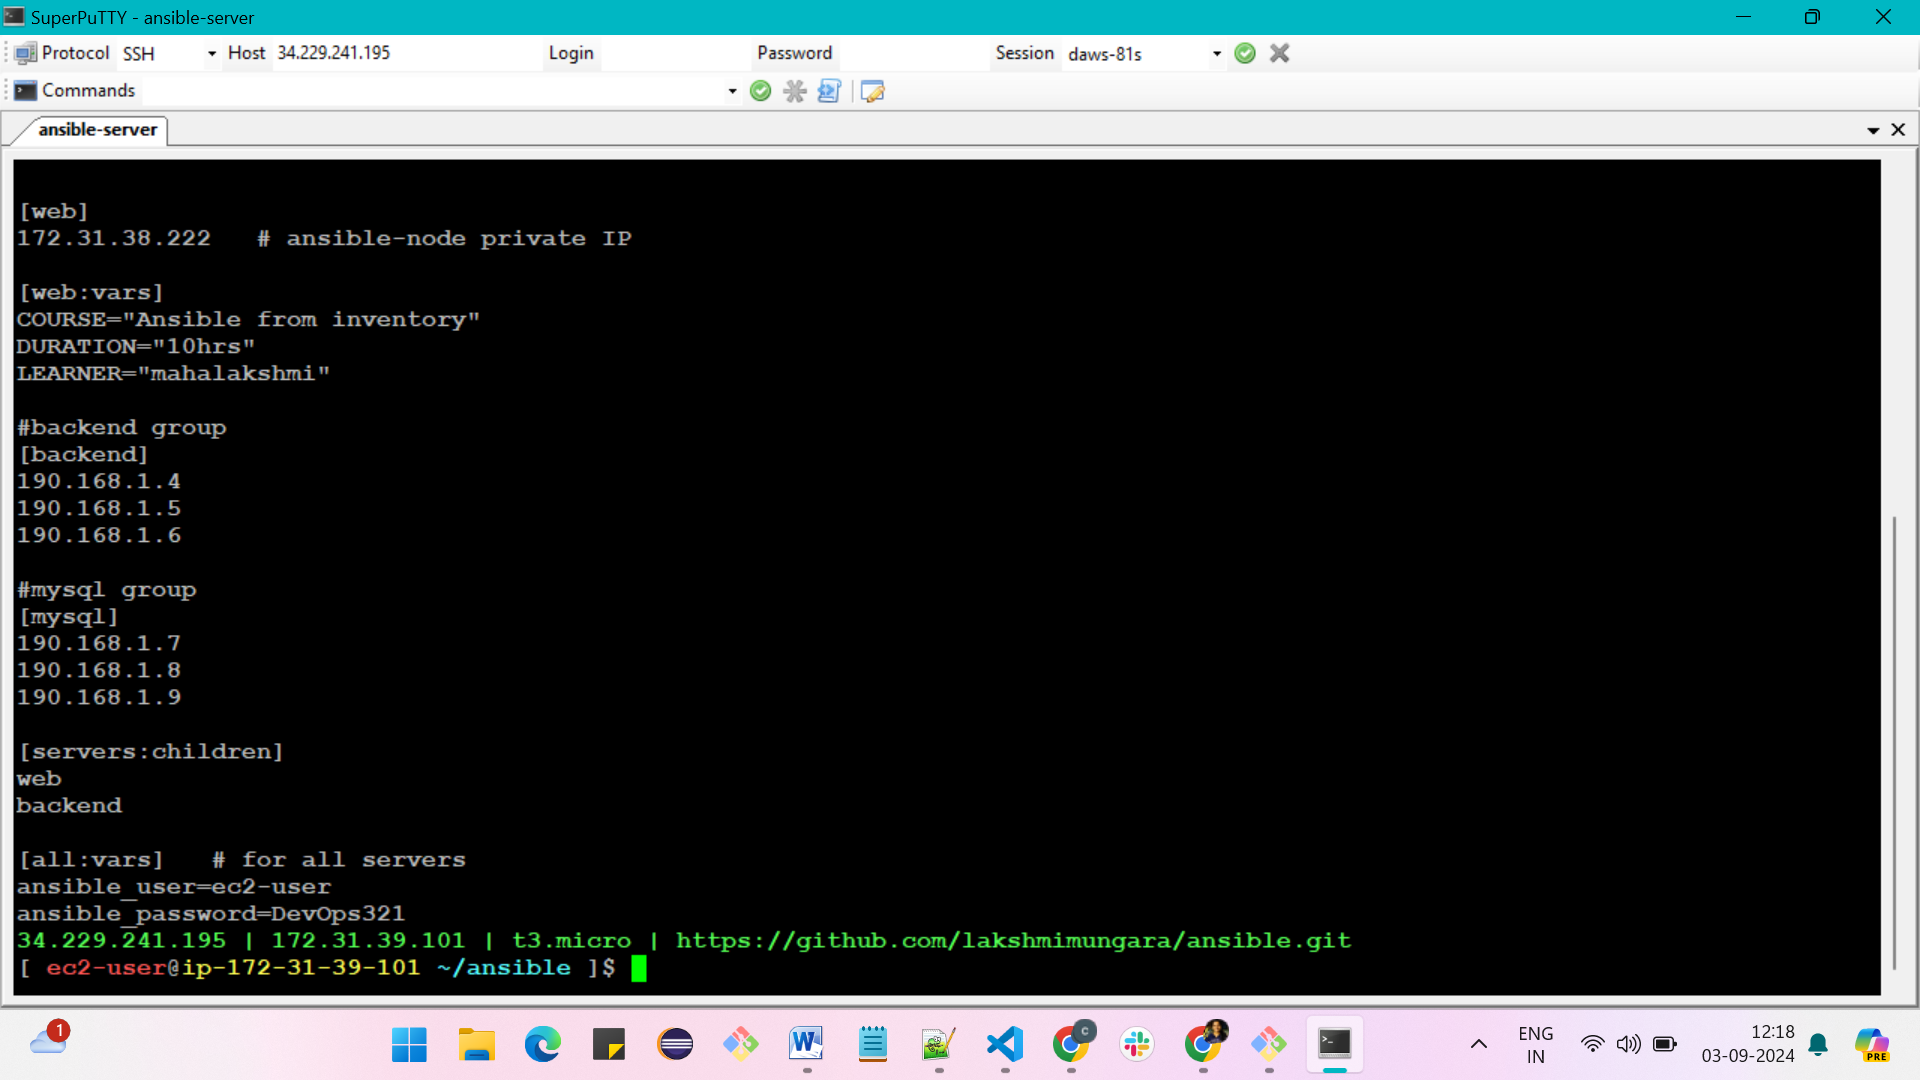 SuperPuTTY - ansible-server
Protocol SSH Host 34.229.241.195 Login Password Session daws-81s
Commands
ansible-server
[web]
172.31.38.222   # ansible-node private IP
[web:vars]
COURSE="Ansible from inventory"
DURATION="10hrs"
LEARNER="mahalakshmi"
#backend group
[backend]
190.168.1.4
190.168.1.5
190.168.1.6
#mysql group
[mysql]
190.168.1.7
190.168.1.8
190.168.1.9
[servers:children]
web
backend
[all:vars]   # for all servers
ansible_user=ec2-user
ansible_password=DevOps321
34.229.241.195 | 172.31.39.101 | t3.micro | https://github.com/lakshmimungara/ansible.git
[ ec2-user@ip-172-31-39-101 ~/ansible ]$
1
C
ENG
IN
12:18
03-09-2024
PRE